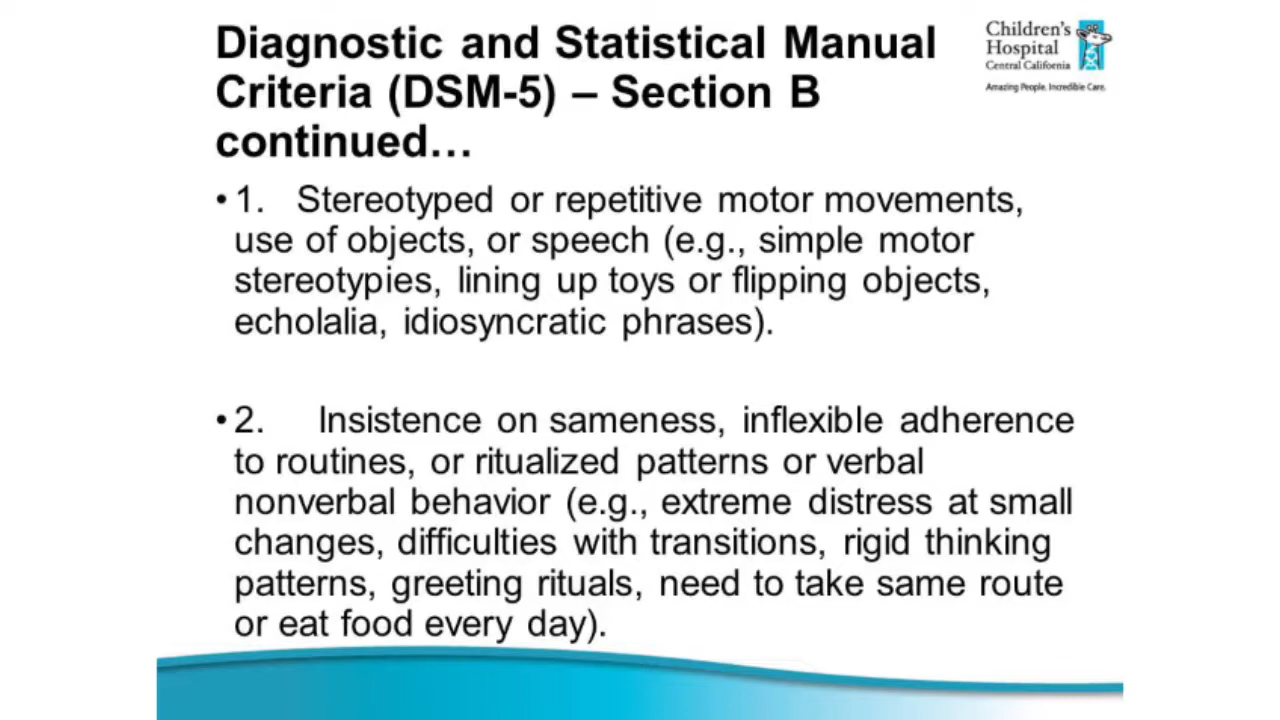 Diagnostic and Statistical Manual
Criteria (DSM-5) – Section B
continued…
Children's
Hospital
Central California
Amazing People. Incredible Care.
• 1. Stereotyped or repetitive motor movements,
use of objects, or speech (e.g., simple motor
stereotypies, lining up toys or flipping objects,
echolalia, idiosyncratic phrases).
• 2. Insistence on sameness, inflexible adherence
to routines, or ritualized patterns or verbal
nonverbal behavior (e.g., extreme distress at small
changes, difficulties with transitions, rigid thinking
patterns, greeting rituals, need to take same route
or eat food every day).